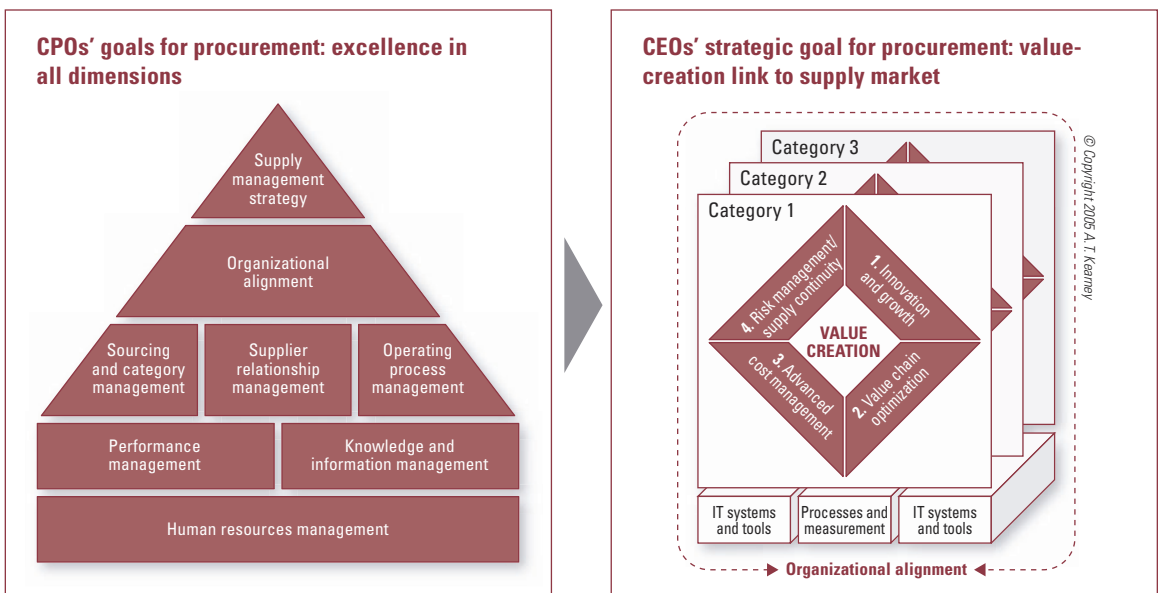 CPOs’ goals for procurement: excellence in
all dimensions
Supply
management
strategy
Organizational
alignment
Sourcing
and category
management
Supplier
relationship
management
Operating
process
management
Performance
management
Knowledge and
information management
Human resources management
CEOs’ strategic goal for procurement: value-
creation link to supply market
Category 3
Category 2
Category 1
4. Risk management/
supply continuity
1. Innovation
and growth
VALUE
CREATION
3. Advanced
cost management
2. Value chain
optimization
IT systems
and tools
Processes and
measurement
IT systems
and tools
Organizational alignment
© Copyright 2005 A. T. Kearney